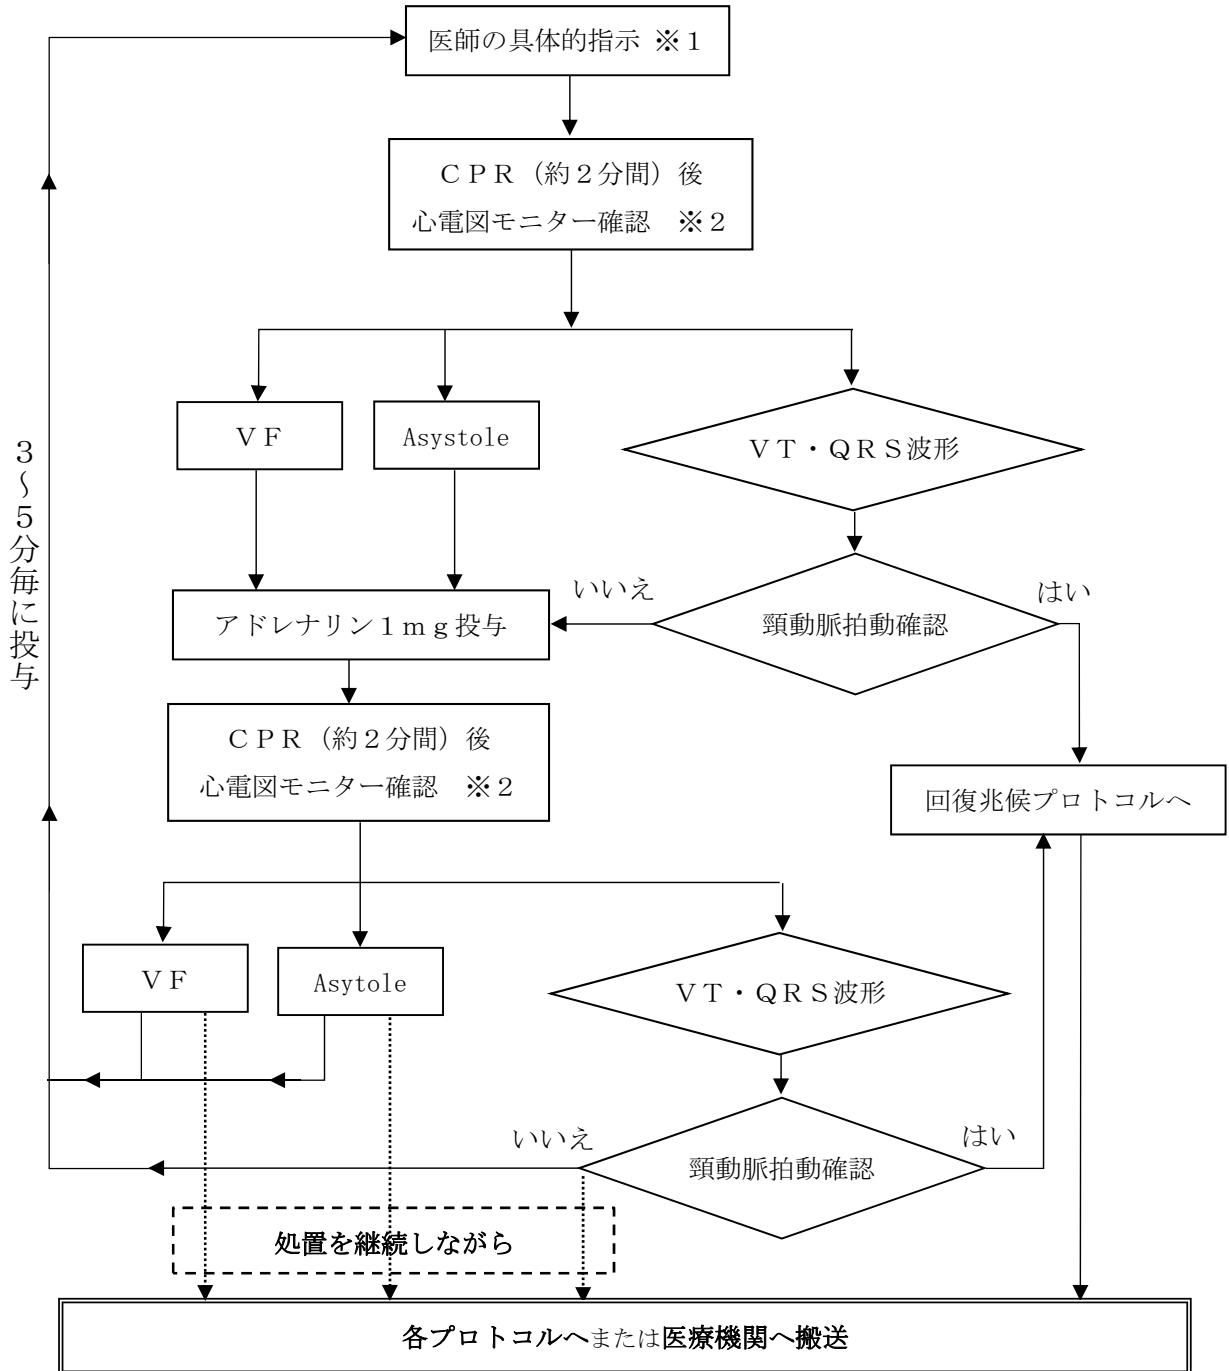 医師の具体的指示 ※１
ＣＰＲ（約２分間）後
心電図モニター確認　※２
ＶＦ
Asystole
ＶＴ・ＱＲＳ波形
３～５分毎に投与
いいえ
はい
頸動脈拍動確認
アドレナリン１ｍｇ投与
ＣＰＲ（約２分間）後
心電図モニター確認　※２
回復兆候プロトコルへ
ＶＦ
Asytole
ＶＴ・ＱＲＳ波形
いいえ
はい
頸動脈拍動確認
処置を継続しながら
各プロトコルへまたは医療機関へ搬送